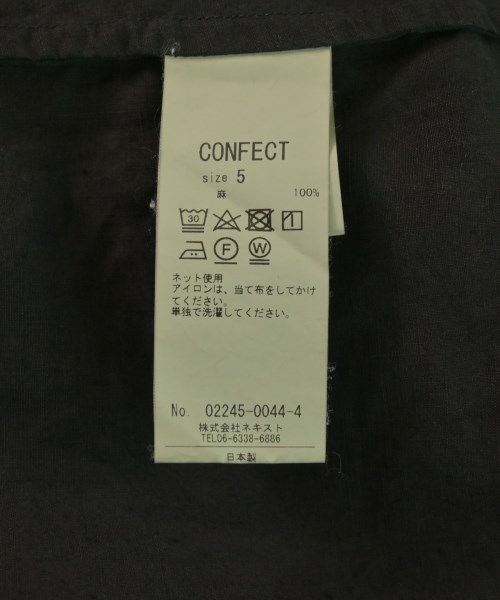 CONFECT
size 5
麻 100%
30
F W
ネット使用
アイロンは、当て布をしてかけ
てください。
単独で洗濯してください。
No. 02245-0044-4
株式会社ネキスト
TEL06-6338-6886
日本製